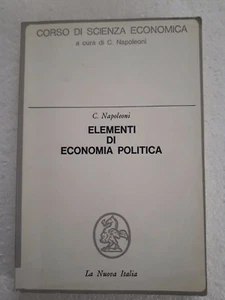 CORSO DI SCIENZA ECONOMICA
a cura di C. Napoleoni
C. Napoleoni
ELEMENTI
DI
ECONOMIA POLITICA
La Nuova Italia